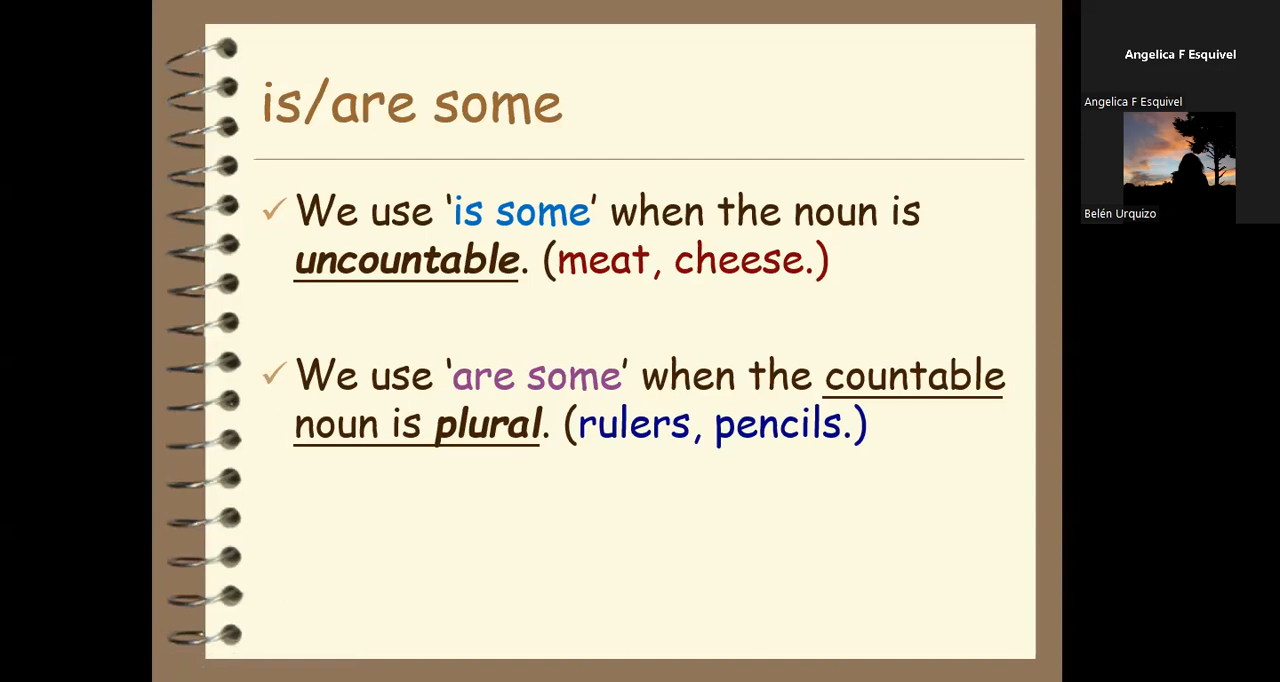 is/are some
✓ We use ‘is some’ when the noun is
uncountable. (meat, cheese.)
✓ We use ‘are some’ when the countable
noun is plural. (rulers, pencils.)
Angelica F Esquivel
Angelica F Esquivel
Belén Urquizo